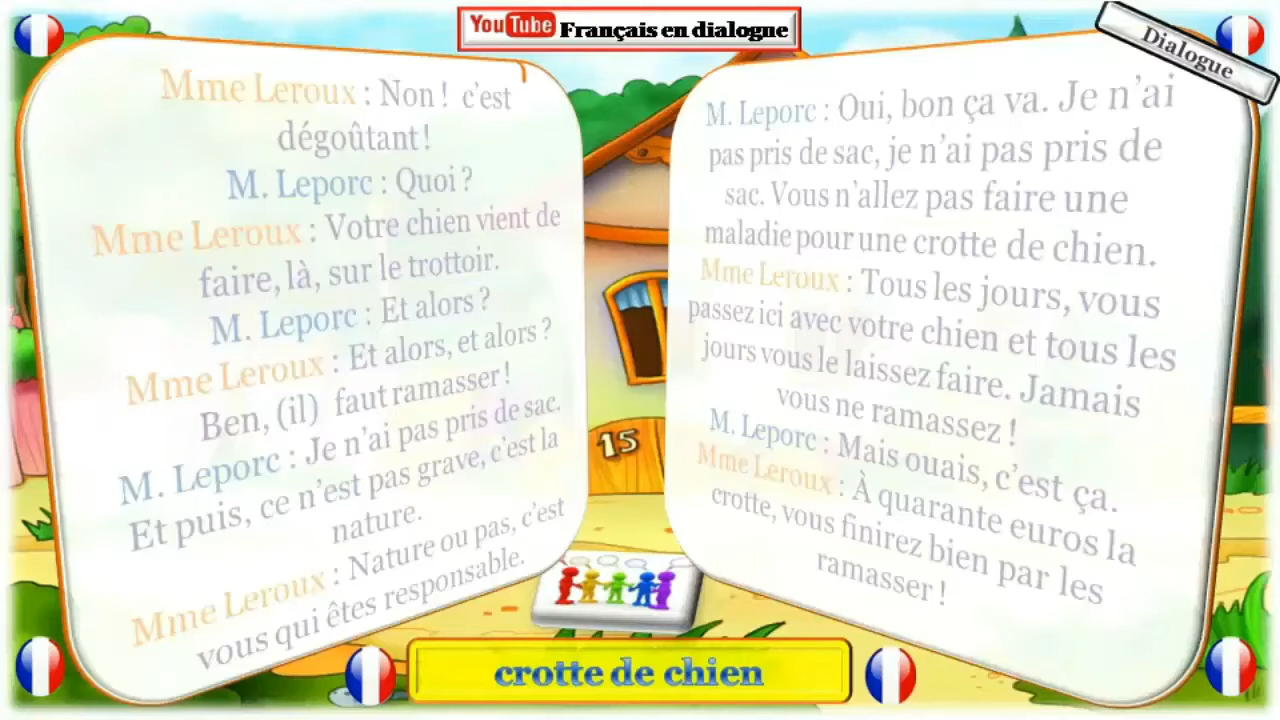 YouTube Français en dialogue
Dialogue
Mme Leroux : Non ! c'est
dégoûtant !
M. Leporc : Quoi ?
Mme Leroux : Votre chien vient de
faire, là, sur le trottoir.
M. Leporc : Et alors ?
Mme Leroux : Et alors, et alors ?
Ben, (il) faut ramasser !
M. Leporc : Je n'ai pas pris de sac.
Et puis, ce n'est pas grave, c'est la
nature.
Mme Leroux : Nature ou pas, c'est
vous qui êtes responsable.
M. Leporc : Oui, bon ça va. Je n'ai
pas pris de sac, je n'ai pas pris de
sac. Vous n'allez pas faire une
maladie pour une crotte de chien.
Mme Leroux : Tous les jours, vous
passez ici avec votre chien et tous les
jours vous le laissez faire. Jamais
vous ne ramassez !
M. Leporc : Mais ouais, c'est ça.
Mme Leroux : À quarante euros la
crotte, vous finirez bien par les
ramasser !
15
crotte de chien